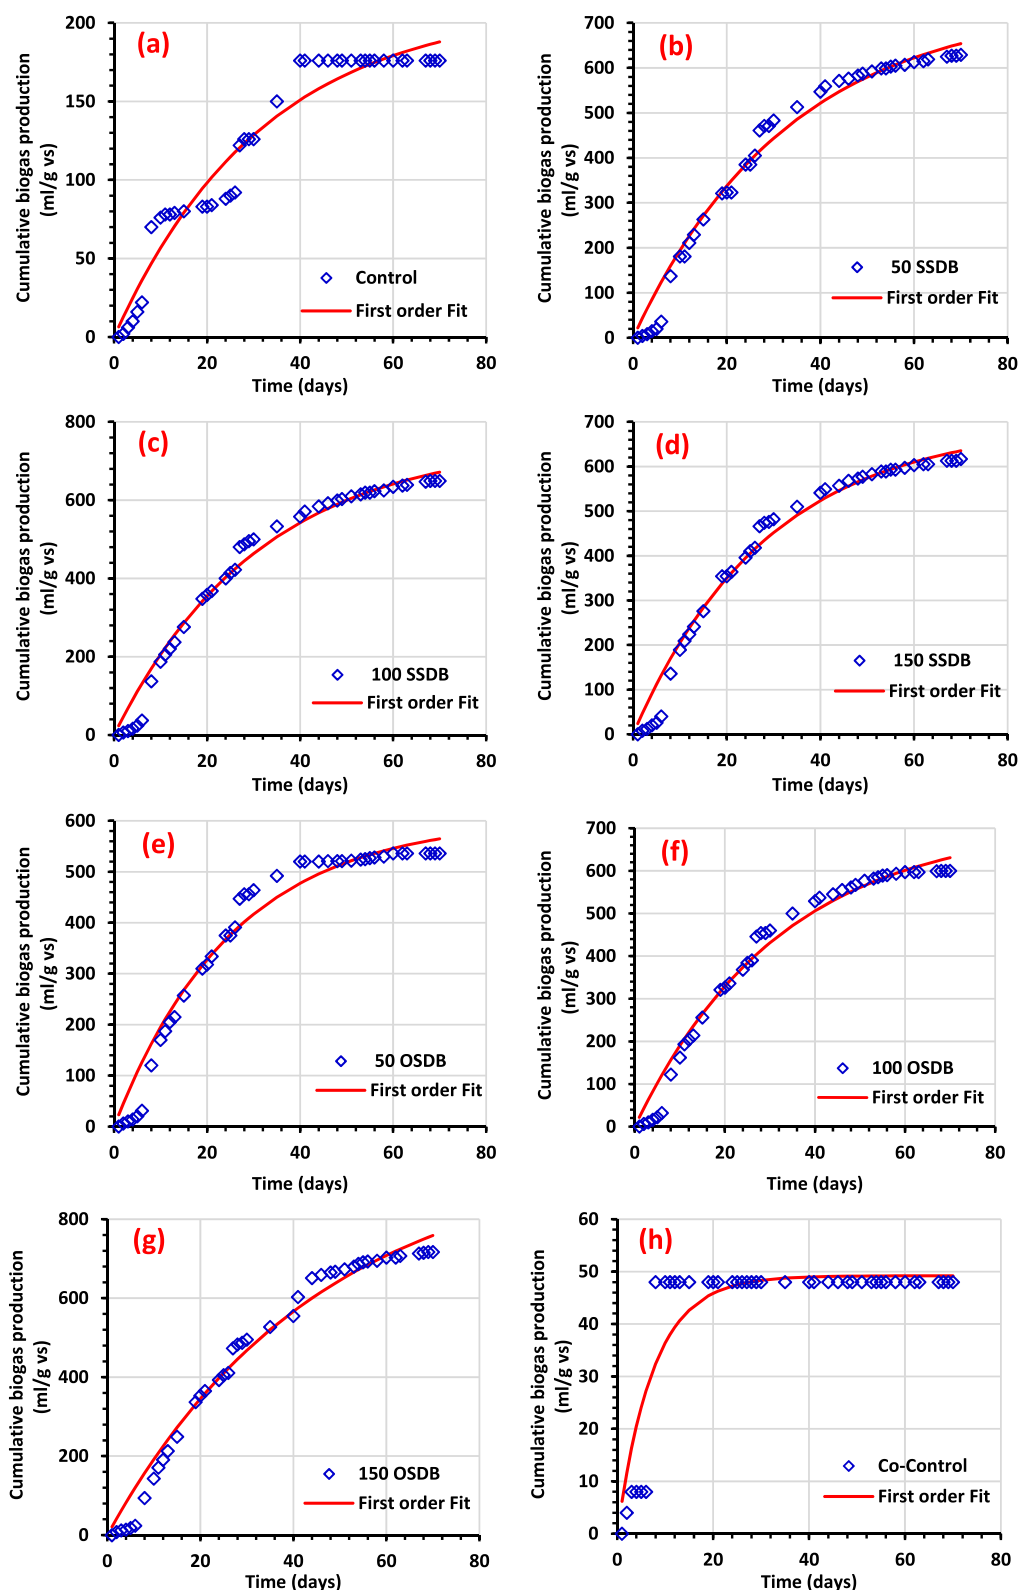 (a)
Cumulative biogas production
(ml/g vs)
200
150
100
50
0
0 20 40 60 80
Time (days)
Control
First order Fit
(b)
Cumulative biogas production
(ml/g vs)
700
600
500
400
300
200
100
0
0 20 40 60 80
Time (days)
50 SSDB
First order Fit
(c)
Cumulative biogas production
(ml/g vs)
800
600
400
200
0
0 20 40 60 80
Time (days)
100 SSDB
First order Fit
(d)
Cumulative biogas production
(ml/g vs)
700
600
500
400
300
200
100
0
0 20 40 60 80
Time (days)
150 SSDB
First order Fit
(e)
Cumulative biogas production
(ml/g vs)
600
500
400
300
200
100
0
0 20 40 60 80
Time (days)
50 OSDB
First order Fit
(f)
Cumulative biogas production
(ml/g vs)
700
600
500
400
300
200
100
0
0 20 40 60 80
Time (days)
100 OSDB
First order Fit
(g)
Cumulative biogas production
(ml/g vs)
800
600
400
200
0
0 20 40 60 80
Time (days)
150 OSDB
First order Fit
(h)
Cumulative biogas production
(ml/g vs)
60
50
40
30
20
10
0
0 20 40 60 80
Time (days)
Co-Control
First order Fit